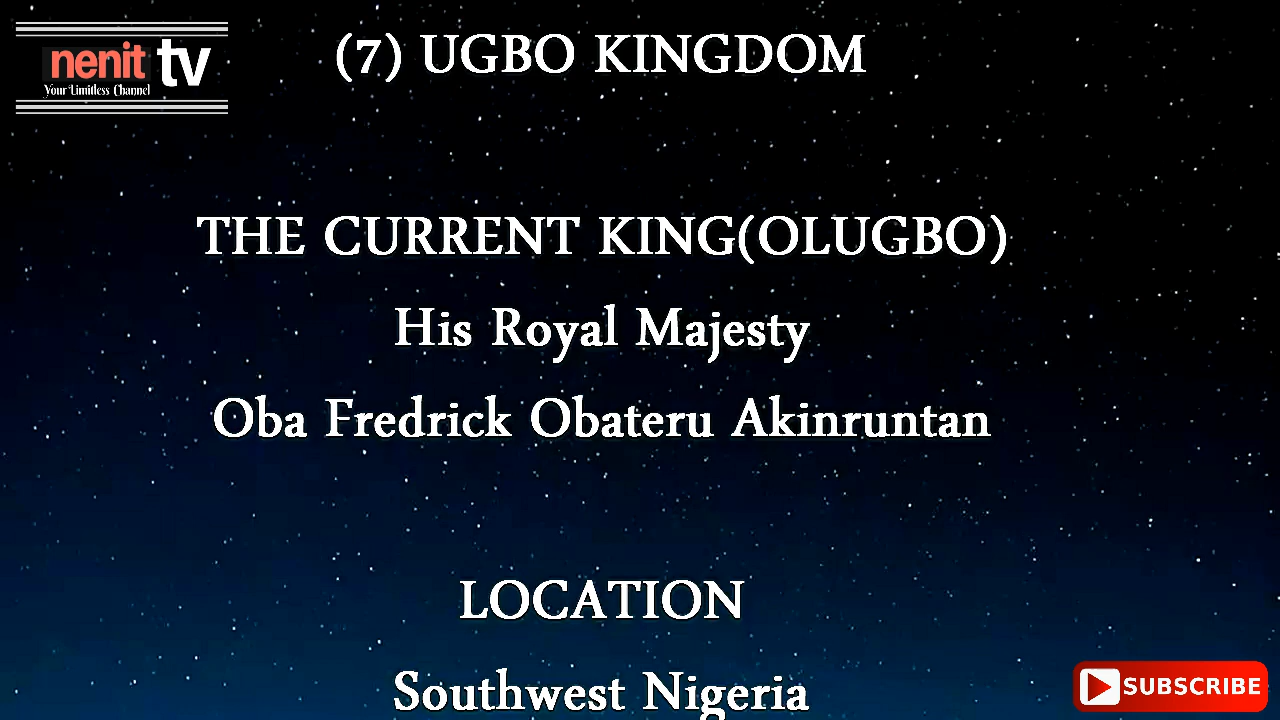 nenit tv
Your Limitless Channel
(7) UGBO KINGDOM
THE CURRENT KING(OLUGBO)
His Royal Majesty
Oba Fredrick Obateru Akinruntan
LOCATION
Southwest Nigeria
SUBSCRIBE